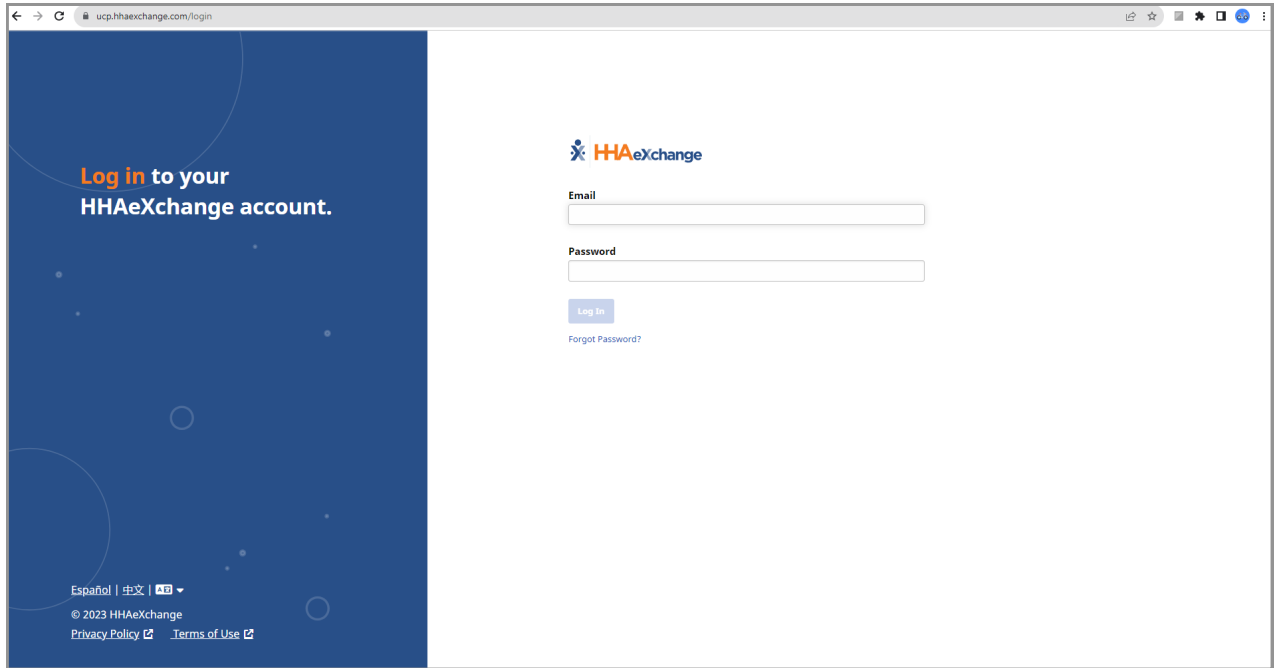 ucp.hhaexchange.com/login
Log in to your
HHAeXchange account.
HHAeXchange
Email
Password
Log In
Forgot Password?
Español | 中文 |
© 2023 HHAeXchange
Privacy Policy Terms of Use